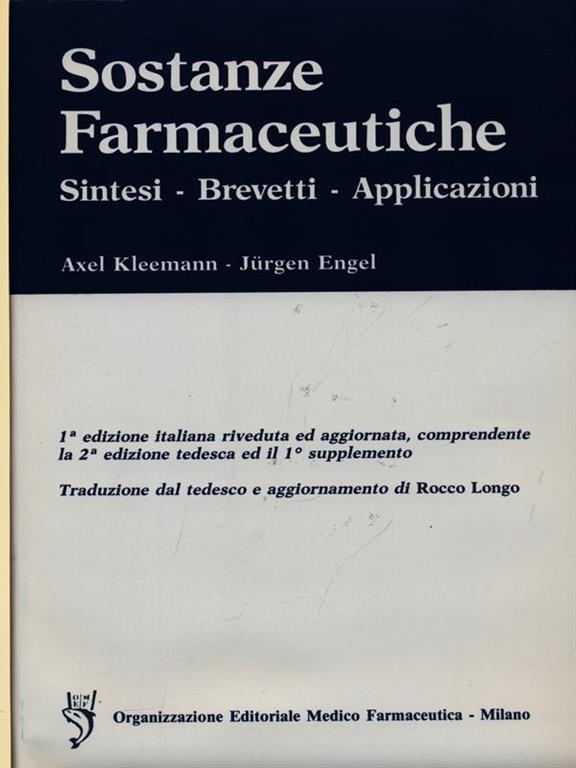 Sostanze
Farmaceutiche
Sintesi - Brevetti - Applicazioni
Axel Kleemann - Jürgen Engel
1ª edizione italiana riveduta ed aggiornata, comprendente
la 2ª edizione tedesca ed il 1° supplemento
Traduzione dal tedesco e aggiornamento di Rocco Longo
OEMF
Organizzazione Editoriale Medico Farmaceutica - Milano